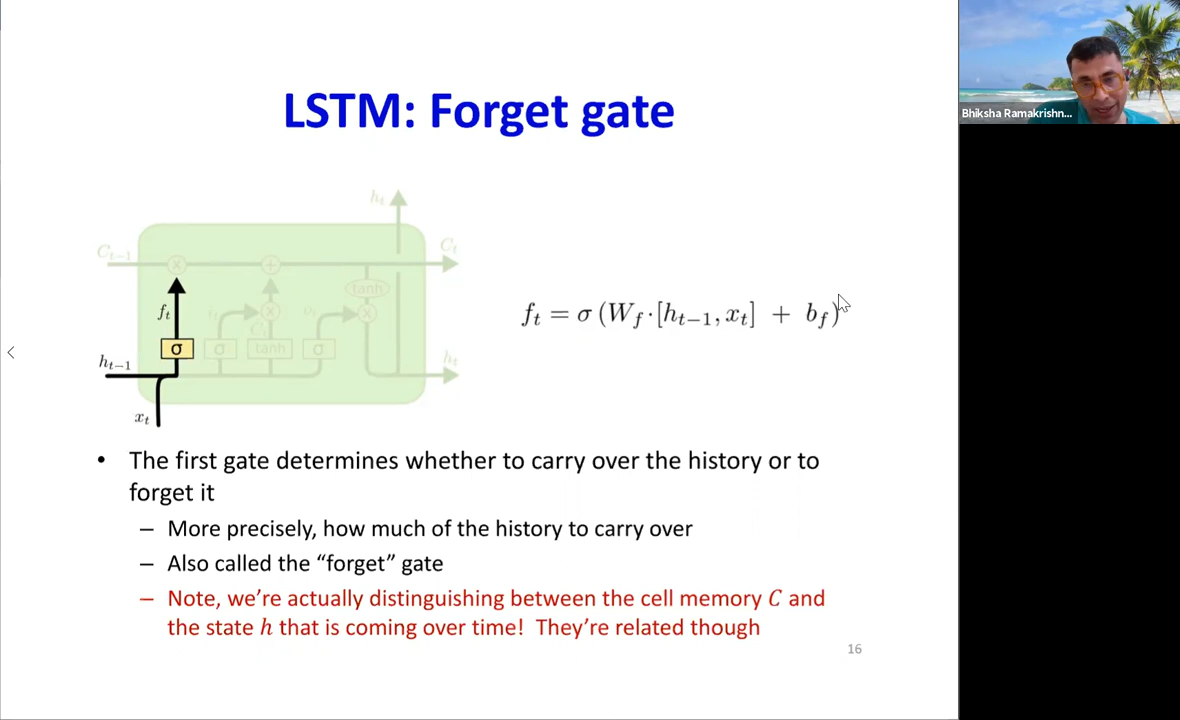 LSTM: Forget gate
Bhiksha Ramakrishn...
h_t
C_{t-1}
C_t
f_t
i_t
o_t
tanh
f_t = σ (W_f · [h_{t-1}, x_t] + b_f)
σ
σ
tanh
σ
h_{t-1}
h_t
x_t
• The first gate determines whether to carry over the history or to
forget it
– More precisely, how much of the history to carry over
– Also called the “forget” gate
– Note, we’re actually distinguishing between the cell memory C and
the state h that is coming over time! They’re related though
16